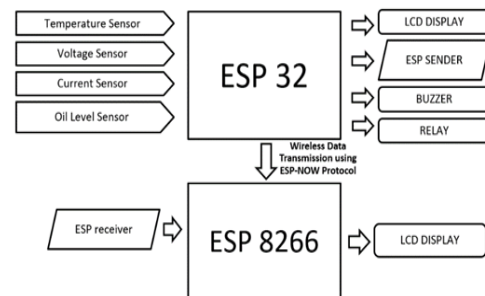 Temperature Sensor
Voltage Sensor
Current Sensor
Oil Level Sensor
ESP 32
LCD DISPLAY
ESP SENDER
BUZZER
RELAY
Wireless Data
Transmission using
ESP-NOW Protocol
ESP receiver
ESP 8266
LCD DISPLAY